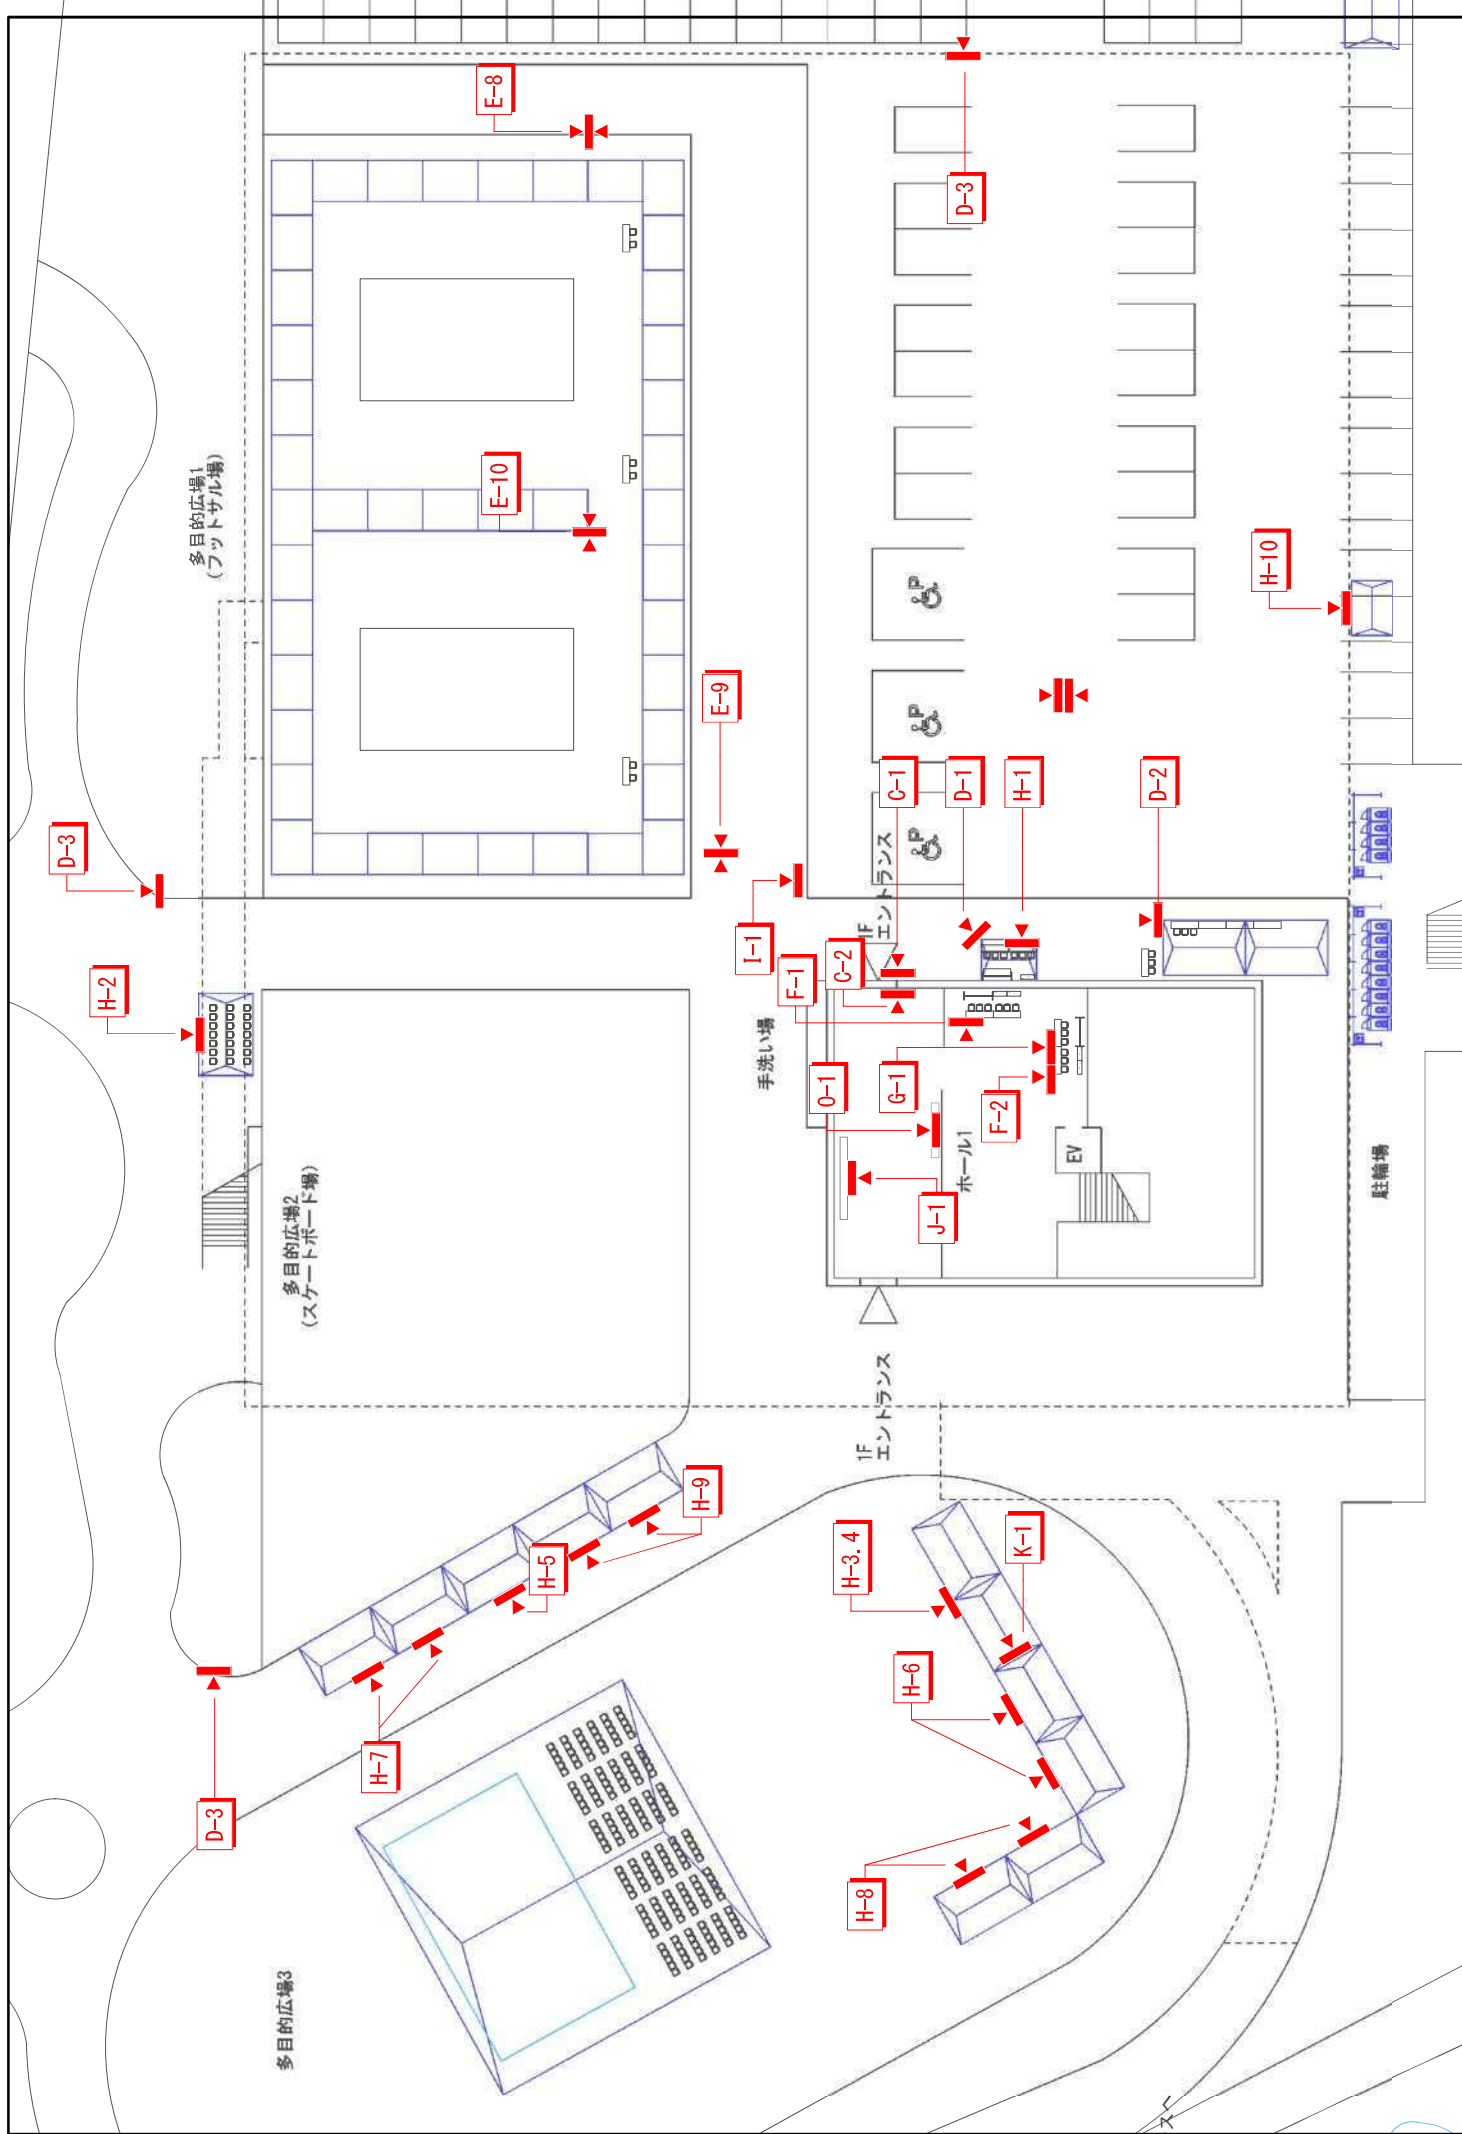 D-3
H-2
多目的広場1
(フットサル場)
D-3
多目的広場3
多目的広場2
(スケートボード場)
H-7
E-8
E-10
H-5
H-9
E-9
I-1
手洗い場
F-1
O-1
C-2
H-3.4
H-8
1F
エントランス
1F
エントランス
G-1
C-1
H-6
P
P
P
J-1
ホール1
D-1
D-3
F-2
K-1
H-1
EV
D-2
H-10
駐輪場